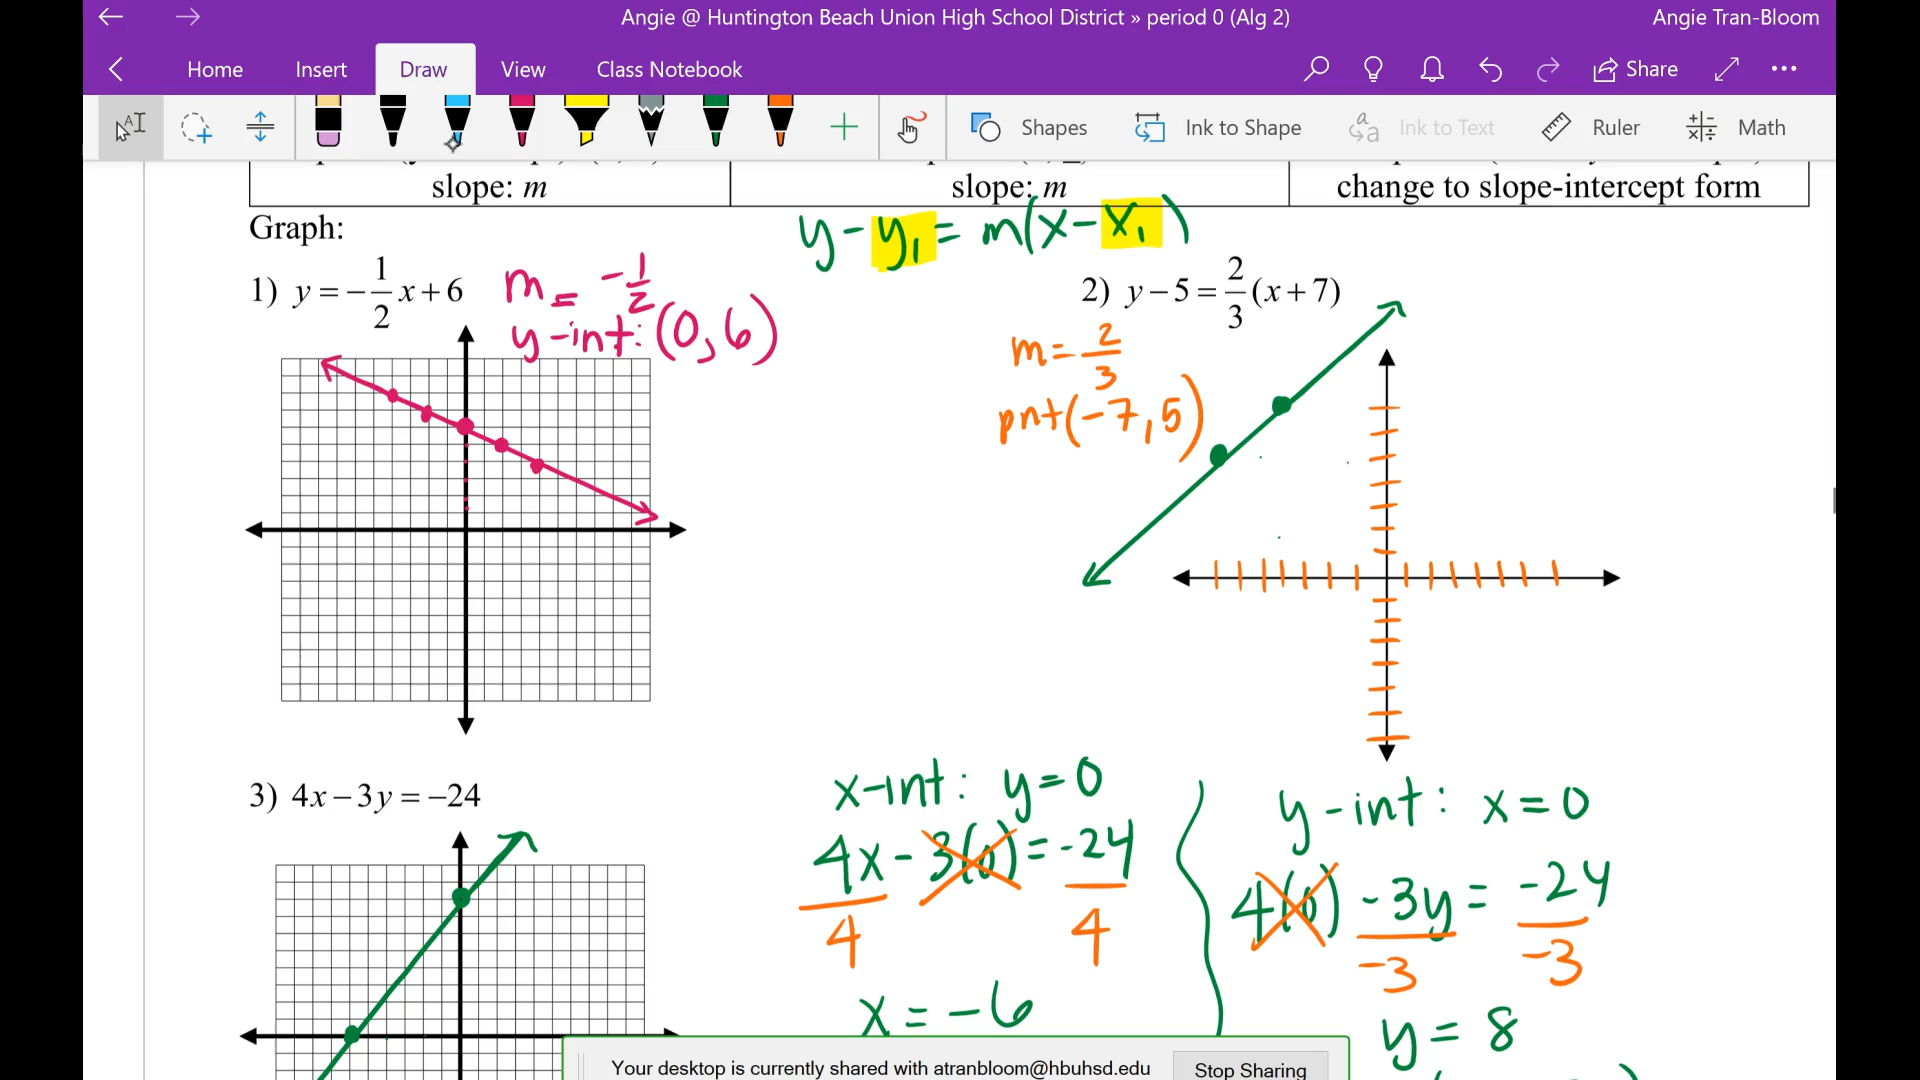 Angie @ Huntington Beach Union High School District » period 0 (Alg 2)
Angie Tran-Bloom
Home Insert Draw View Class Notebook
Share
Shapes Ink to Shape Ink to Text Ruler Math
slope: m
slope: m
change to slope-intercept form
Graph:
y - y₁ = m(x - x₁)
1) y = -1/2 x + 6
m = -1/2
y-int: (0, 6)
2) y - 5 = 2/3 (x + 7)
m = 2/3
pnt (-7, 5)
3) 4x - 3y = -24
x-int: y = 0
4x - 3(0) = -24
4 4
x = -6
y-int: x = 0
4(0) - 3y = -24
-3 -3
y = 8
Your desktop is currently shared with atranbloom@hbuhsd.edu
Stop Sharing